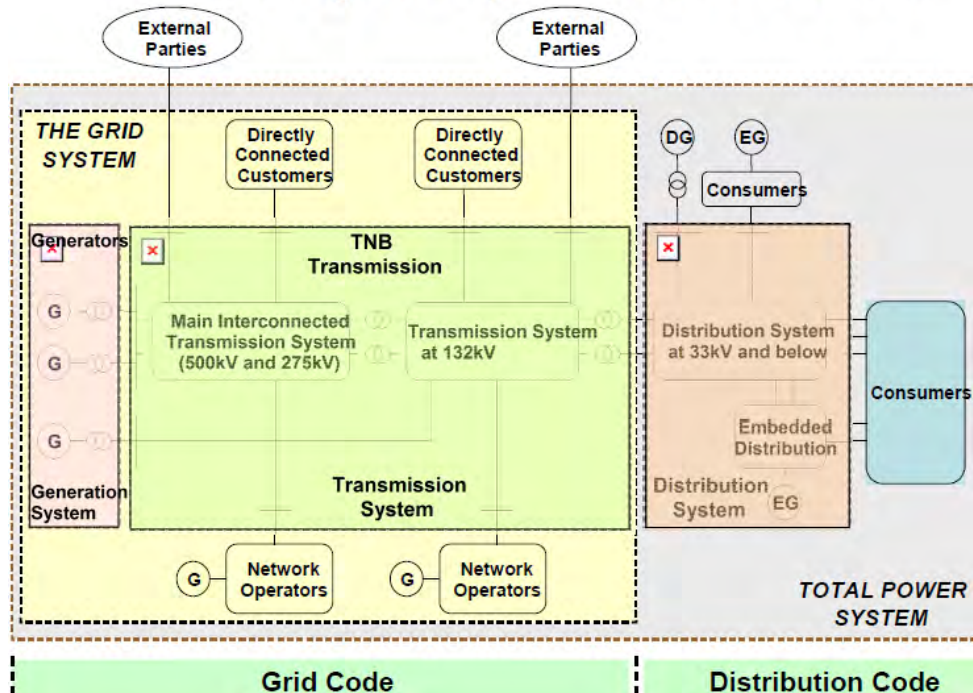 External
Parties
External
Parties
THE GRID
SYSTEM
Directly
Connected
Customers
Directly
Connected
Customers
DG
EG
Consumers
Generators
TNB
Transmission
G
G
G
Main Interconnected
Transmission System
(500kV and 275kV)
Transmission System
at 132kV
Distribution System
at 33kV and below
Consumers
Embedded
Distribution
EG
Generation
System
Transmission
System
Distribution
System
G
Network
Operators
G
Network
Operators
TOTAL POWER
SYSTEM
Grid Code
Distribution Code